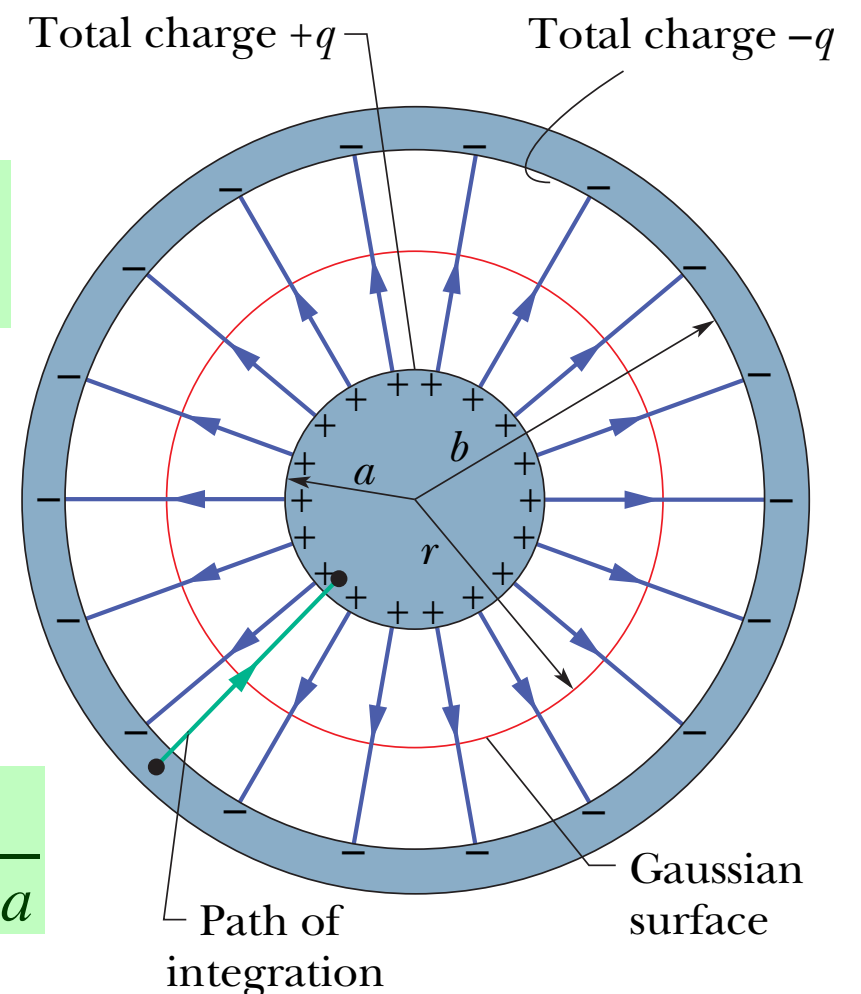 Total charge +q
Total charge –q
a
b
r
a
Gaussian
surface
Path of
integration